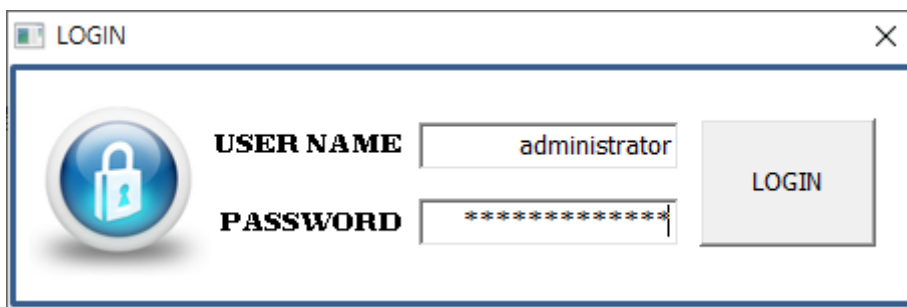 LOGIN
USER NAME administrator
LOGIN
PASSWORD *************